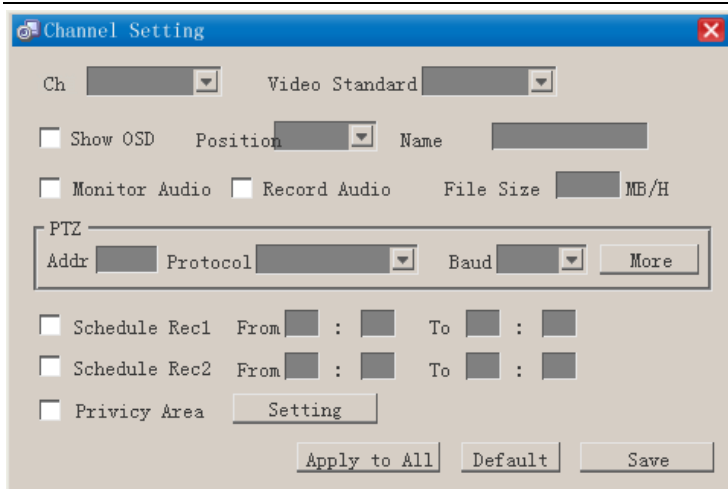 Channel Setting
Ch Video Standard
Show OSD Position Name
Monitor Audio Record Audio File Size MB/H
PTZ
Addr Protocol Baud More
Schedule Rec1 From : To :
Schedule Rec2 From : To :
Privicy Area Setting
Apply to All Default Save